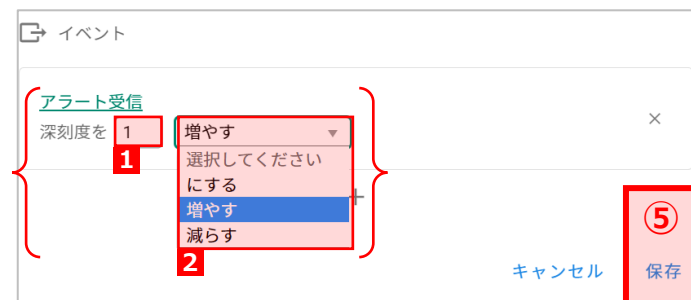 イベント
アラート受信
深刻度を 1 増やす
1
選択してください
にする
増やす
減らす
2
⑤
キャンセル 保存